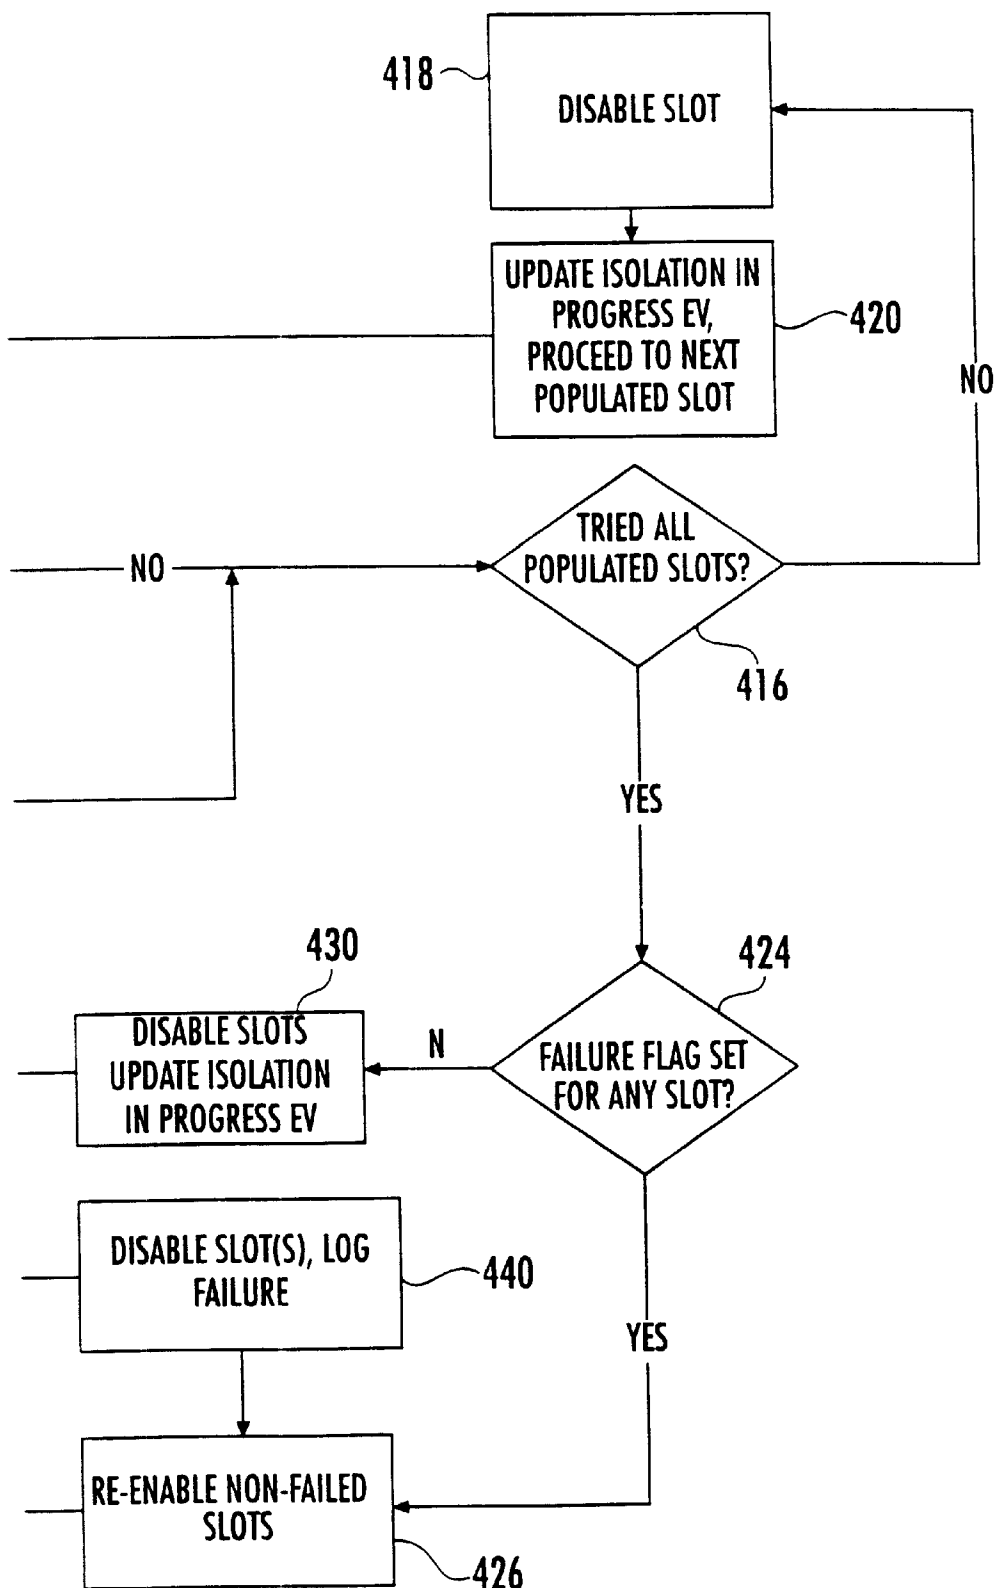 418
DISABLE SLOT
UPDATE ISOLATION IN
PROGRESS EV,
PROCEED TO NEXT
POPULATED SLOT
420
NO
TRIED ALL
POPULATED SLOTS?
NO
416
YES
430
424
DISABLE SLOTS
UPDATE ISOLATION
IN PROGRESS EV
N
FAILURE FLAG SET
FOR ANY SLOT?
DISABLE SLOT(S), LOG
FAILURE
440
YES
RE-ENABLE NON-FAILED
SLOTS
426